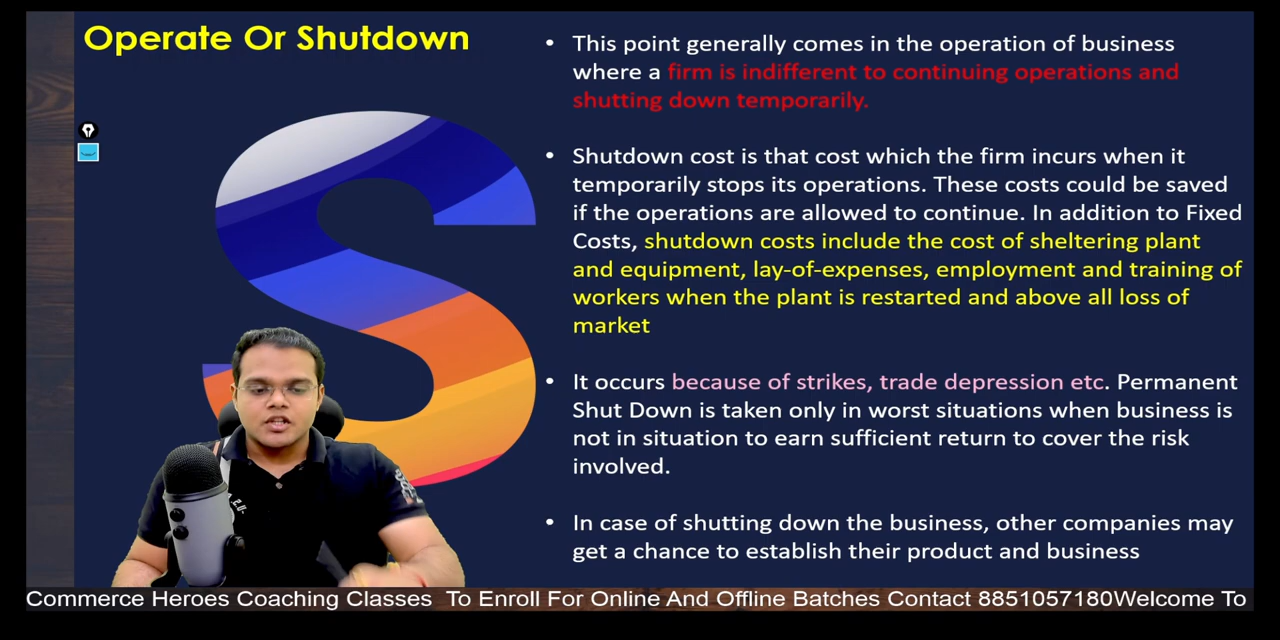 Operate Or Shutdown
• This point generally comes in the operation of business
where a firm is indifferent to continuing operations and
shutting down temporarily.
• Shutdown cost is that cost which the firm incurs when it
temporarily stops its operations. These costs could be saved
if the operations are allowed to continue. In addition to Fixed
Costs, shutdown costs include the cost of sheltering plant
and equipment, lay-of-expenses, employment and training of
workers when the plant is restarted and above all loss of
market
• It occurs because of strikes, trade depression etc. Permanent
Shut Down is taken only in worst situations when business is
not in situation to earn sufficient return to cover the risk
involved.
• In case of shutting down the business, other companies may
get a chance to establish their product and business
Commerce Heroes Coaching Classes To Enroll For Online And Offline Batches Contact 8851057180Welcome To